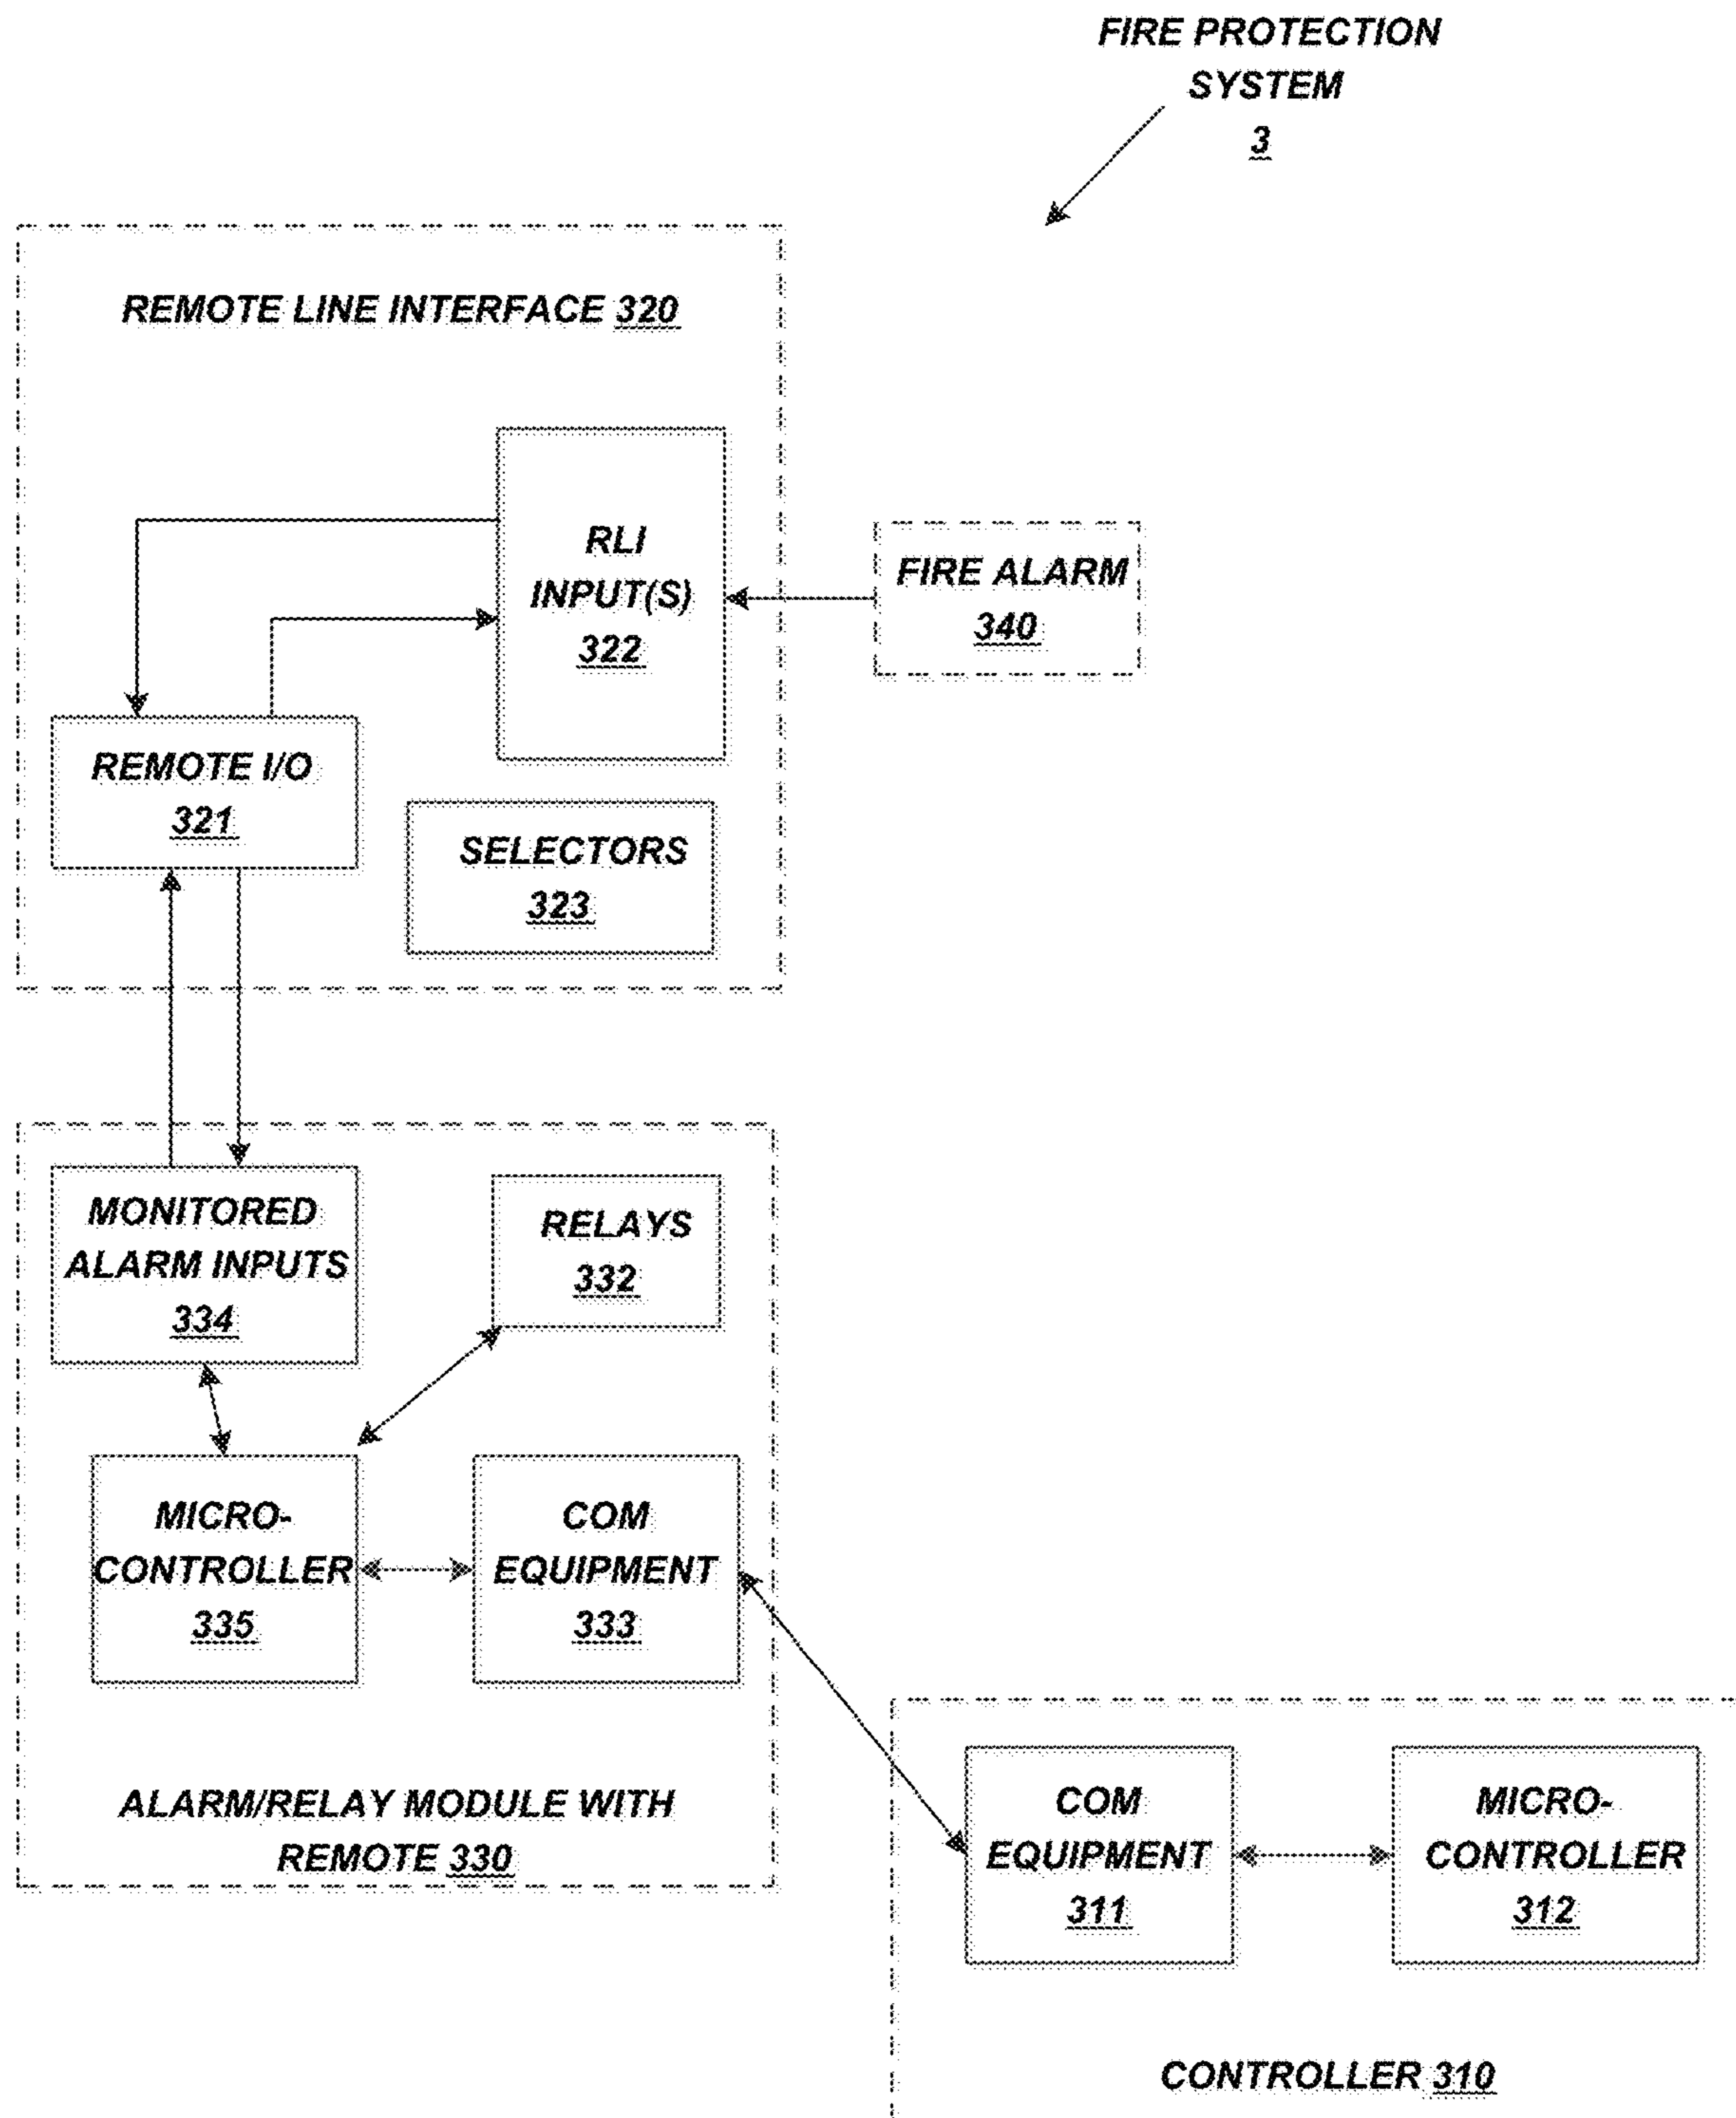 FIRE PROTECTION
SYSTEM
3
REMOTE LINE INTERFACE 320
RLI
INPUT(S)
322
FIRE ALARM
340
REMOTE I/O
321
SELECTORS
323
MONITORED
ALARM INPUTS
334
RELAYS
332
MICRO-
CONTROLLER
335
COM
EQUIPMENT
333
ALARM/RELAY MODULE WITH
REMOTE 330
COM
EQUIPMENT
311
MICRO-
CONTROLLER
312
CONTROLLER 310